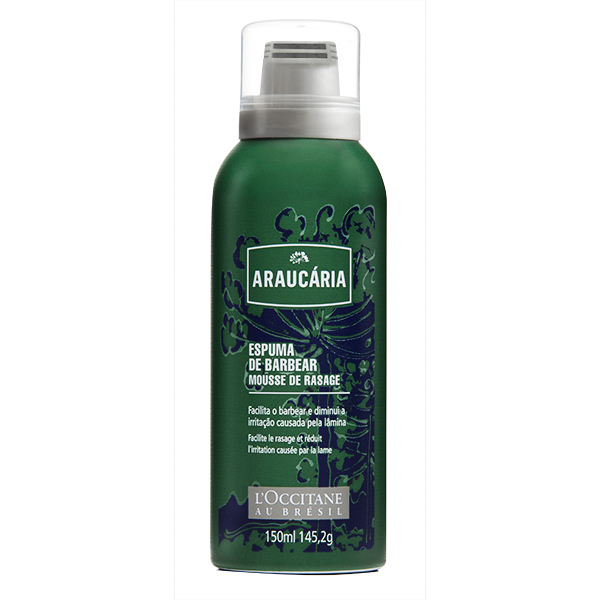 ARAUCÁRIA
ESPUMA
DE BARBEAR
MOUSSE DE RASAGE
Facilita o barbear e diminui a
irritação causada pela lâmina
Facilite le rasage et réduit
l'irritation causée par la lame
L'OCCITANE
AU BRÉSIL
150ml 145,2g